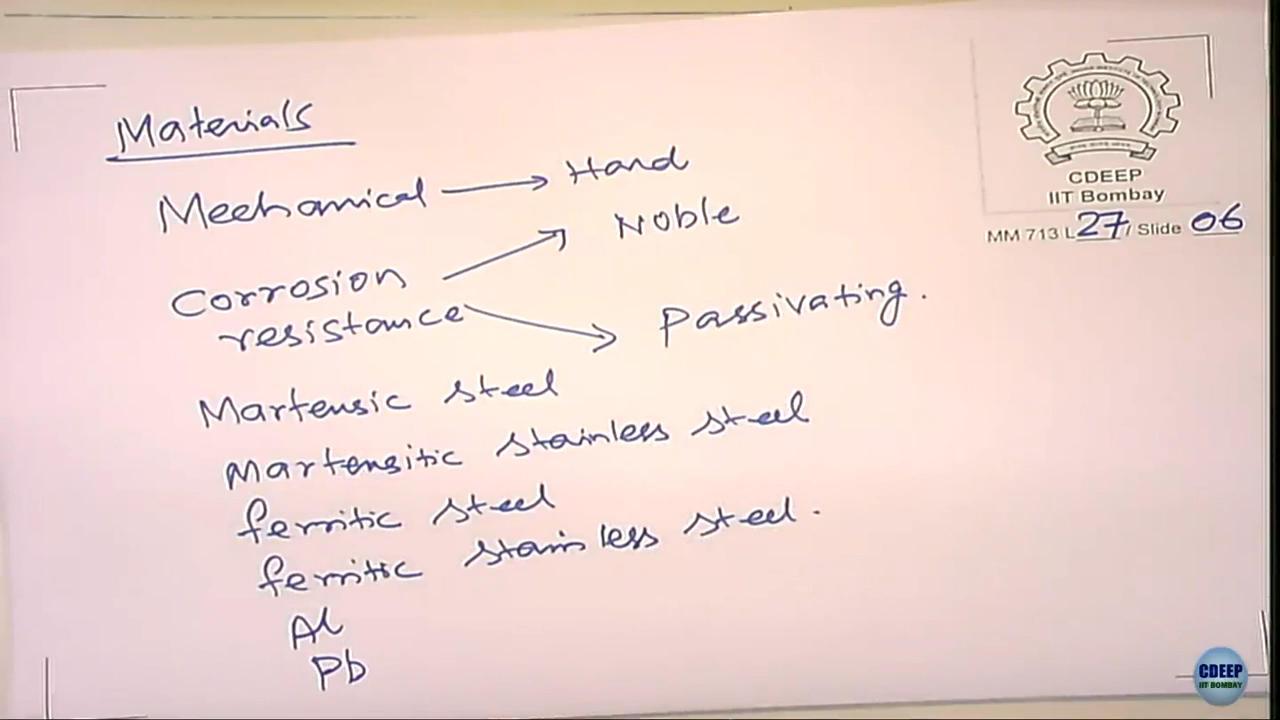 Materials
Mechanical → Hard
Noble
Corrosion
resistance
Passivating.
Martensic steel
Martensitic stainless steel
ferritic steel
ferritic stainless steel.
Al
Pb
CDEEP
IIT Bombay
MM 713 L 27 / Slide 06
CDEEP
IIT BOMBAY